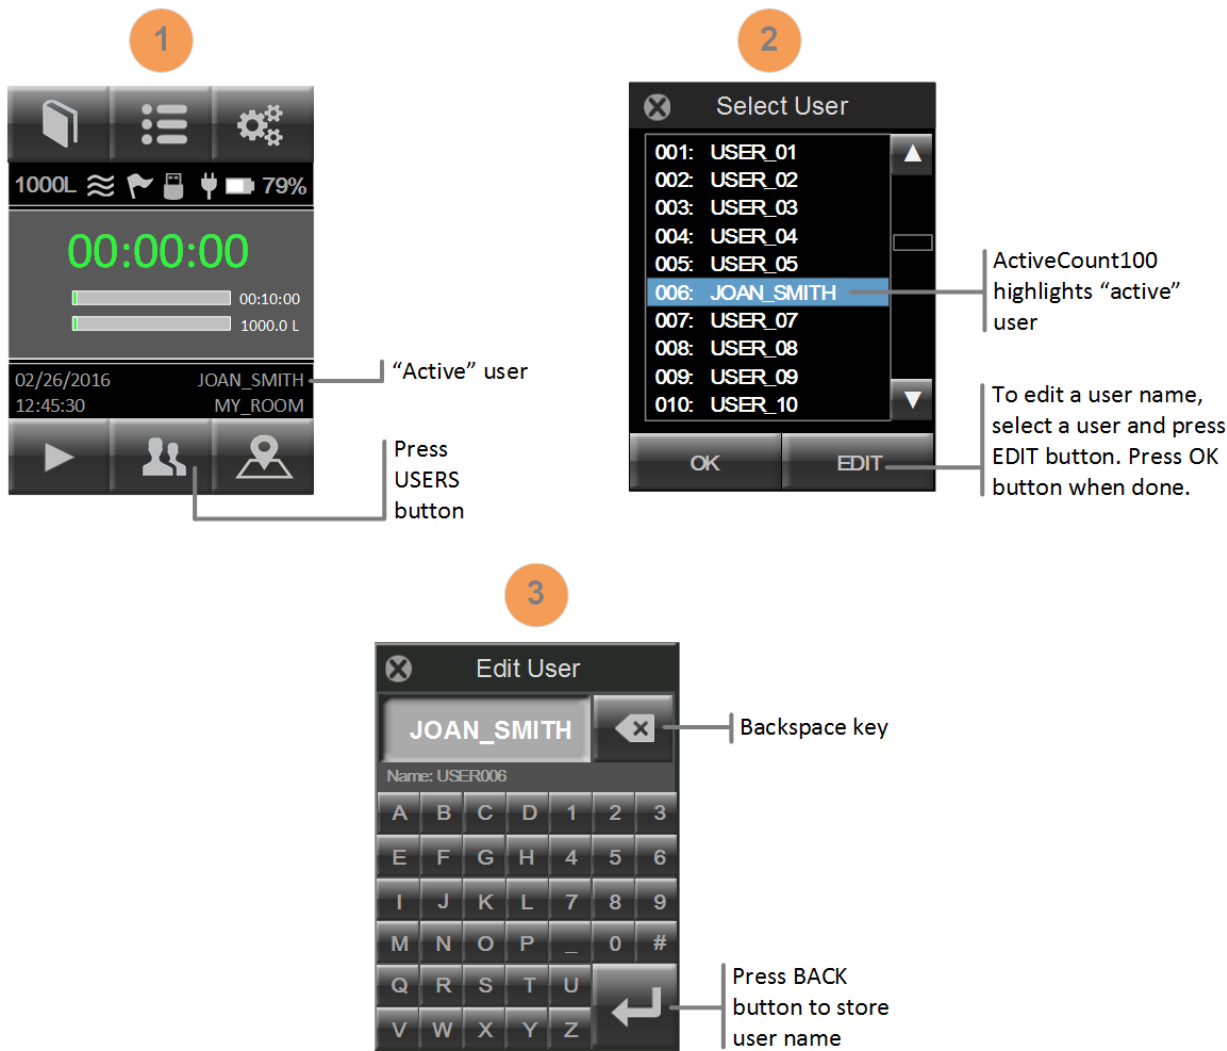 1
1000L 79%
00:00:00
00:10:00
1000.0 L
02/26/2016 JOAN_SMITH
12:45:30 MY_ROOM
“Active” user
Press
USERS
button
2
Select User
001: USER_01
002: USER_02
003: USER_03
004: USER_04
005: USER_05
006: JOAN_SMITH
007: USER_07
008: USER_08
009: USER_09
010: USER_10
OK EDIT
ActiveCount100
highlights “active”
user
To edit a user name,
select a user and press
EDIT button. Press OK
button when done.
3
Edit User
JOAN_SMITH
Name: USER006
A B C D 1 2 3
E F G H 4 5 6
I J K L 7 8 9
M N O P _ 0 #
Q R S T U
V W X Y Z
Backspace key
Press BACK
button to store
user name